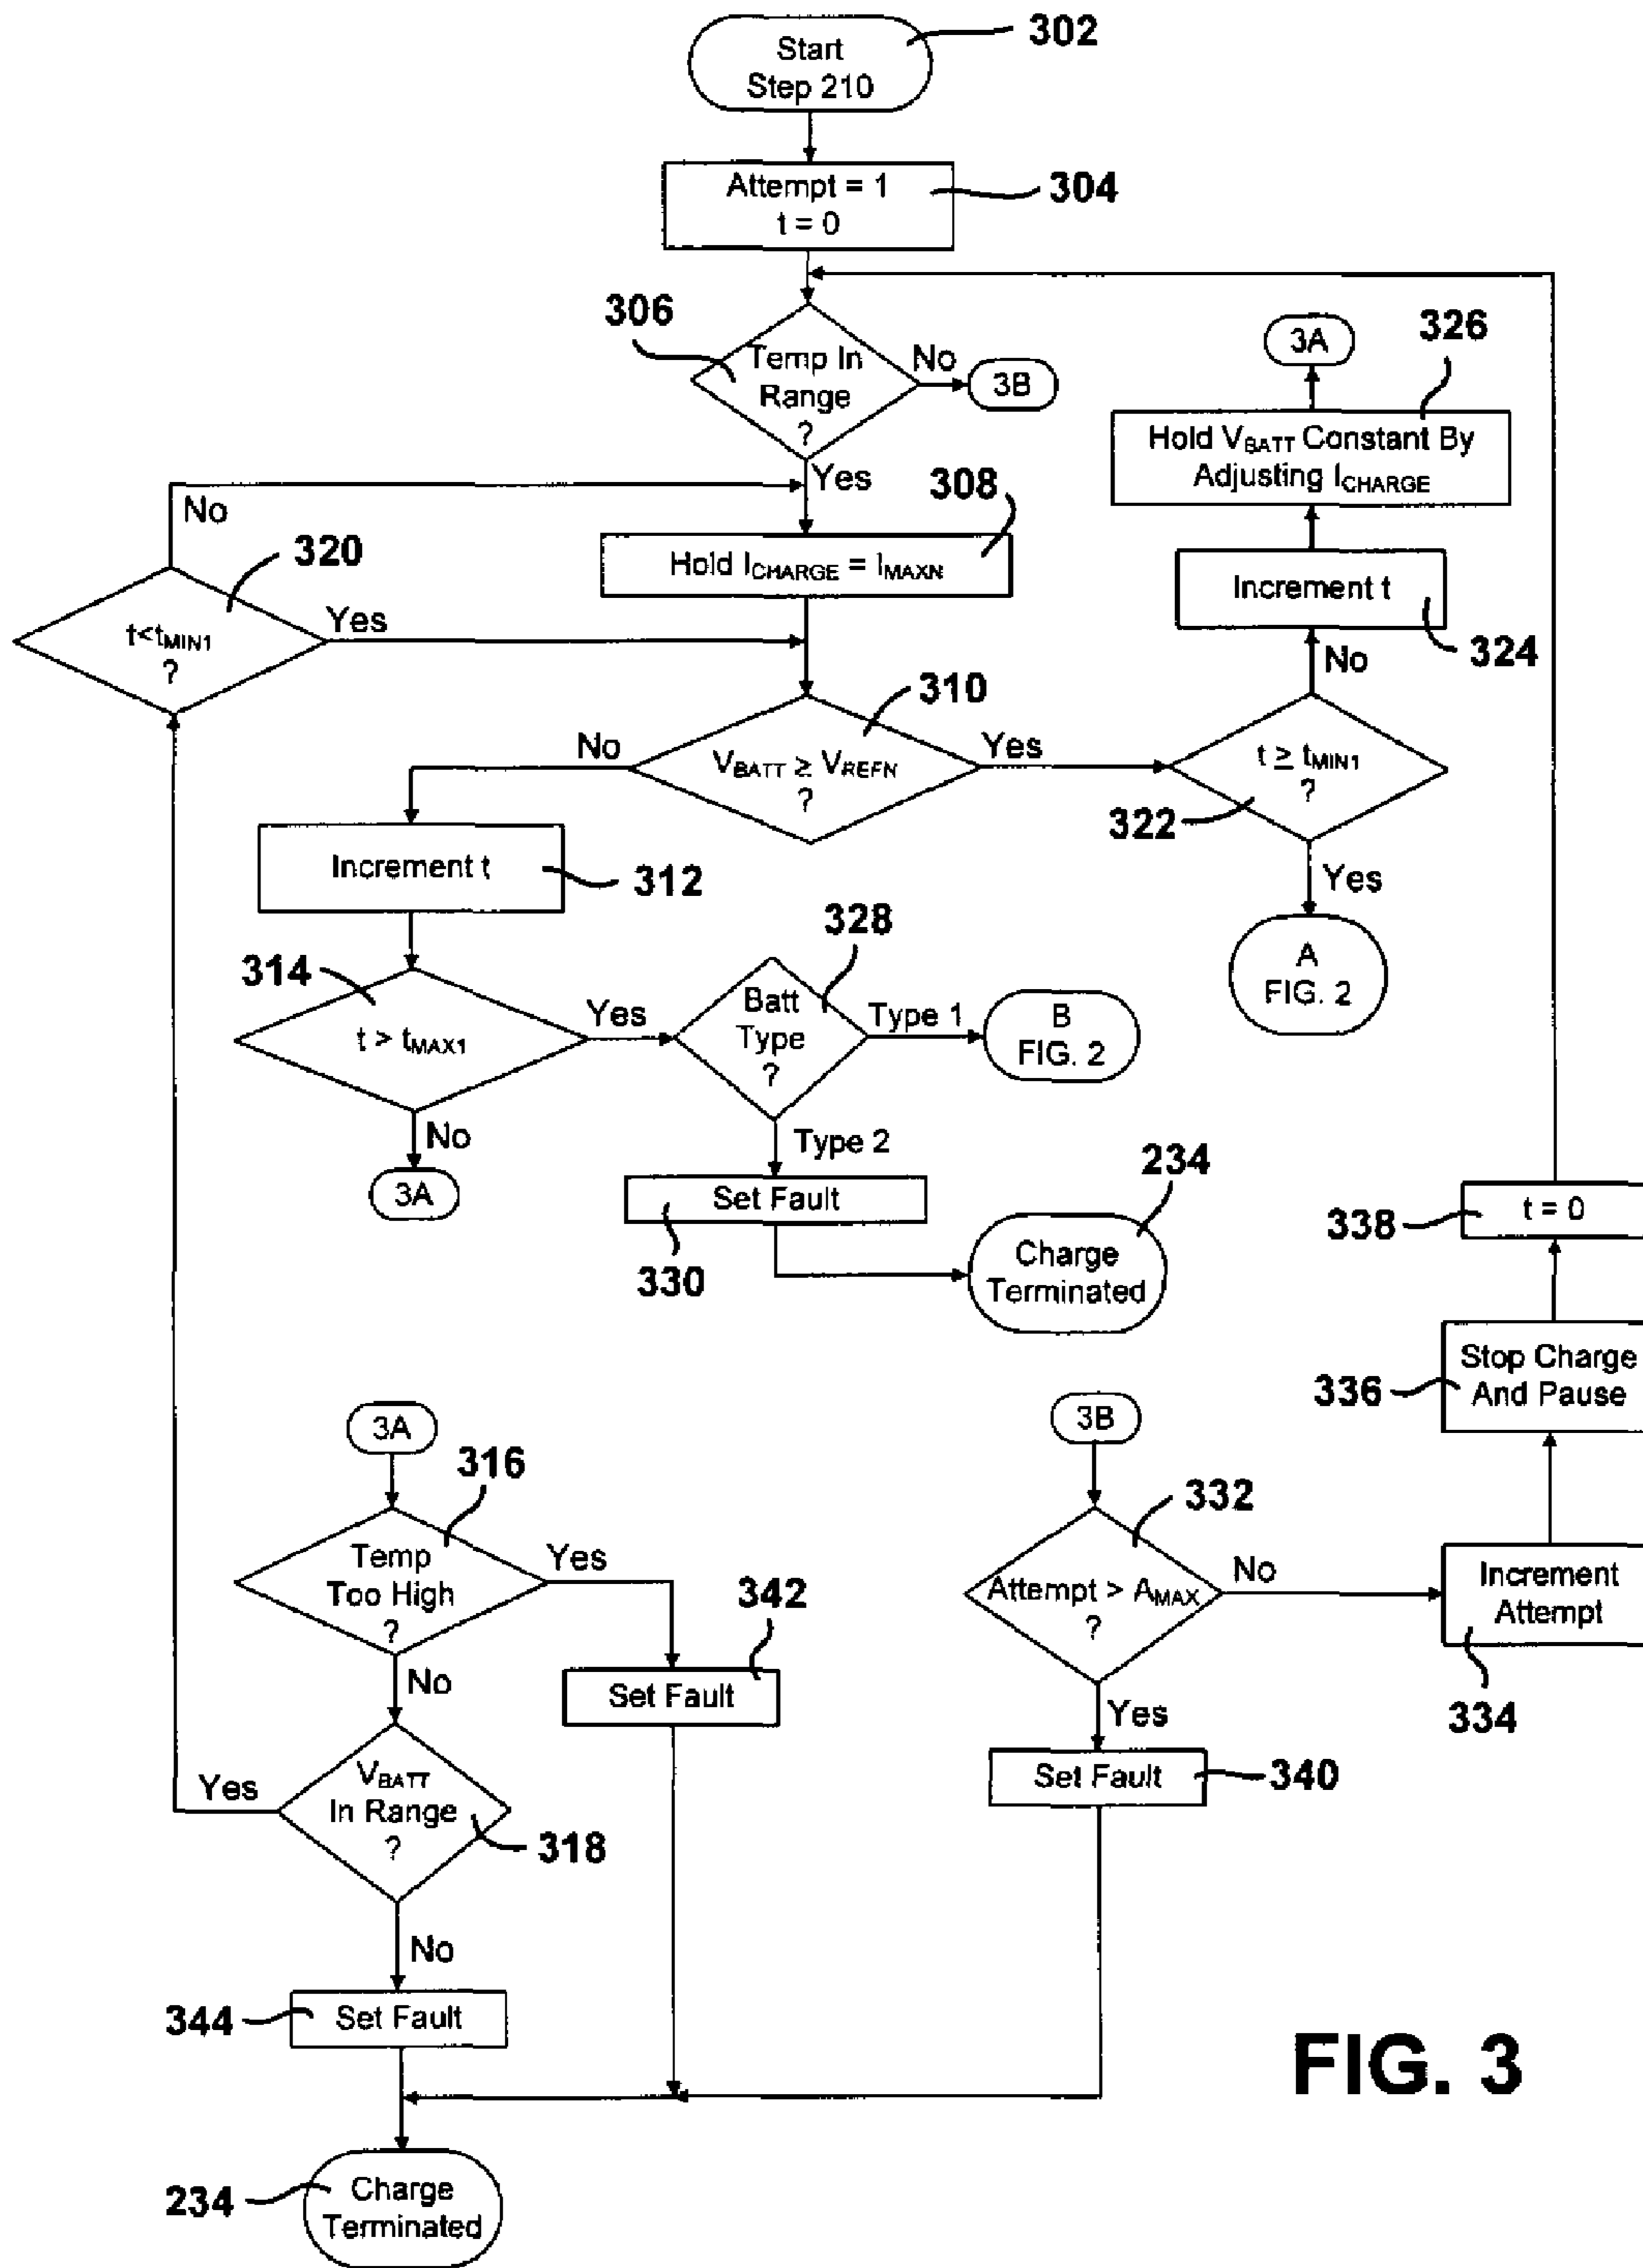 302
Start
Step 210
Attempt = 1
t = 0
304
306
Temp In
Range
?
No
3B
Yes
3A
326
Hold VBATT Constant By
Adjusting ICHARGE
No
308
Hold ICHARGE = IMAXN
320
t<tMIN1
?
Yes
Increment t
324
No
310
VBATT ≥ VREFN
?
No
Yes
t ≥ tMIN1
?
322
Yes
A
FIG. 2
Increment t
312
314
t > tMAX1
Yes
No
3A
328
Batt
Type
?
Type 1
B
FIG. 2
Type 2
Set Fault
330
234
Charge
Terminated
338
t = 0
336
Stop Charge
And Pause
3A
316
Temp
Too High
?
Yes
No
342
Set Fault
3B
332
Attempt > AMAX
?
No
Increment
Attempt
334
Yes
Set Fault
340
Yes
VBATT
In Range
?
318
No
344
Set Fault
234
Charge
Terminated
FIG. 3